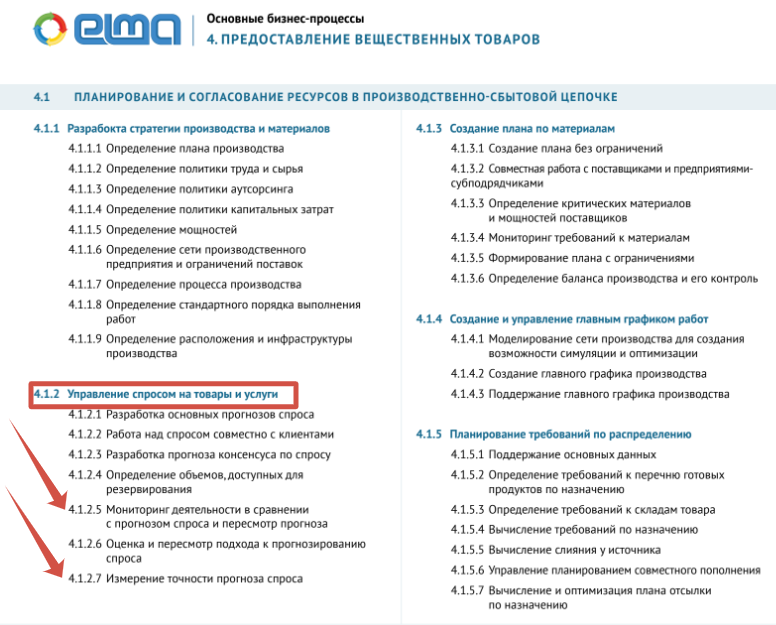 elma
Основные бизнес-процессы
4. ПРЕДОСТАВЛЕНИЕ ВЕЩЕСТВЕННЫХ ТОВАРОВ
4.1 ПЛАНИРОВАНИЕ И СОГЛАСОВАНИЕ РЕСУРСОВ В ПРОИЗВОДСТВЕННО-СБЫТОВОЙ ЦЕПОЧКЕ
4.1.1 Разрабокта стратегии производства и материалов
4.1.1.1 Определение плана производства
4.1.1.2 Определение политики труда и сырья
4.1.1.3 Определение политики аутсорсинга
4.1.1.4 Определение политики капитальных затрат
4.1.1.5 Определение мощностей
4.1.1.6 Определение сети производственного
предприятия и ограничений поставок
4.1.1.7 Определение процесса производства
4.1.1.8 Определение стандартного порядка выполнения
работ
4.1.1.9 Определение расположения и инфраструктуры
производства
4.1.2 Управление спросом на товары и услуги
4.1.2.1 Разработка основных прогнозов спроса
4.1.2.2 Работа над спросом совместно с клиентами
4.1.2.3 Разработка прогноза консенсуса по спросу
4.1.2.4 Определение объемов, доступных для
резервирования
4.1.2.5 Мониторинг деятельности в сравнении
с прогнозом спроса и пересмотр прогноза
4.1.2.6 Оценка и пересмотр подхода к прогнозированию
спроса
4.1.2.7 Измерение точности прогноза спроса
4.1.3 Создание плана по материалам
4.1.3.1 Создание плана без ограничений
4.1.3.2 Совместная работа с поставщиками и предприятиями-
субподрядчиками
4.1.3.3 Определение критических материалов
и мощностей поставщиков
4.1.3.4 Мониторинг требований к материалам
4.1.3.5 Формирование плана с ограничениями
4.1.3.6 Определение баланса производства и его контроль
4.1.4 Создание и управление главным графиком работ
4.1.4.1 Моделирование сети производства для создания
возможности симуляции и оптимизации
4.1.4.2 Создание главного графика производства
4.1.4.3 Поддержание главного графика производства
4.1.5 Планирование требований по распределению
4.1.5.1 Поддержание основных данных
4.1.5.2 Определение требований к перечню готовых
продуктов по назначению
4.1.5.3 Определение требований к складам товара
4.1.5.4 Вычисление требований по назначению
4.1.5.5 Вычисление слияния у источника
4.1.5.6 Управление планированием совместного пополнения
4.1.5.7 Вычисление и оптимизация плана отсылки
по назначению